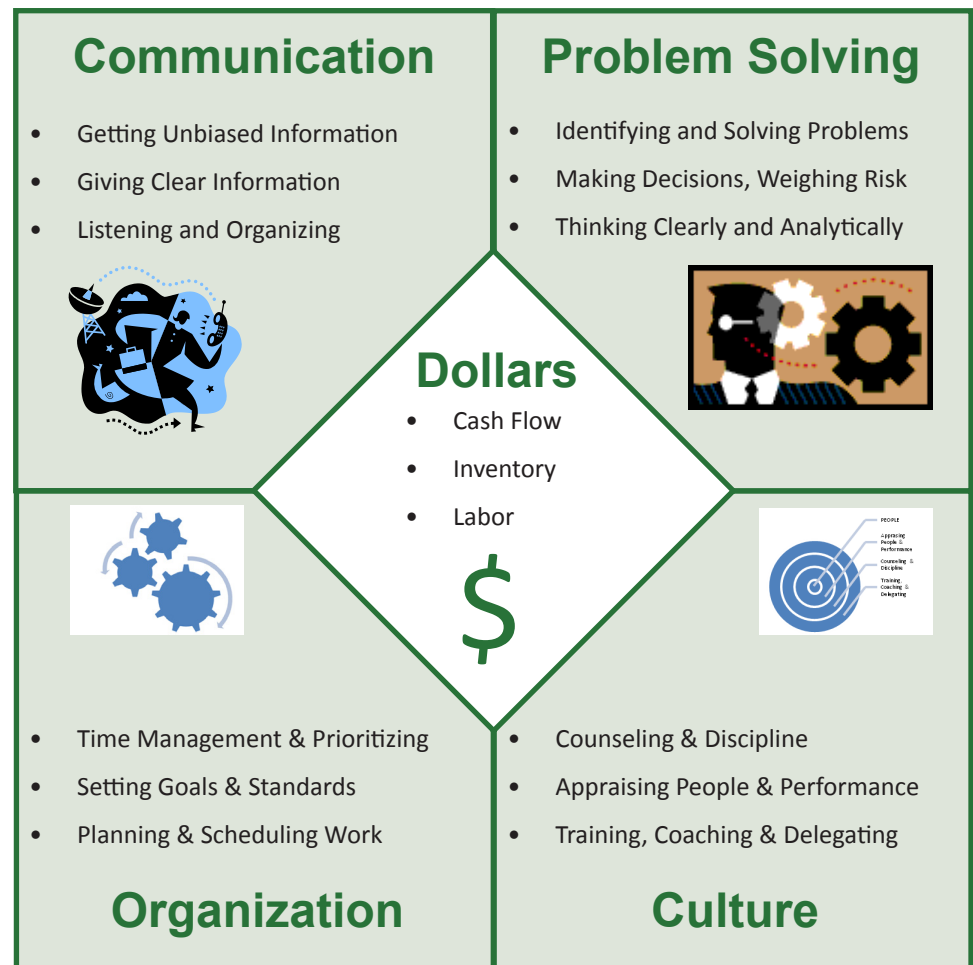 Communication
• Getting Unbiased Information
• Giving Clear Information
• Listening and Organizing
Problem Solving
• Identifying and Solving Problems
• Making Decisions, Weighing Risk
• Thinking Clearly and Analytically
Dollars
• Cash Flow
• Inventory
• Labor
$
PEOPLE
Appraising
People &
Performance
Counseling &
Discipline
Training,
Coaching &
Delegating
• Time Management & Prioritizing
• Setting Goals & Standards
• Planning & Scheduling Work
Organization
• Counseling & Discipline
• Appraising People & Performance
• Training, Coaching & Delegating
Culture